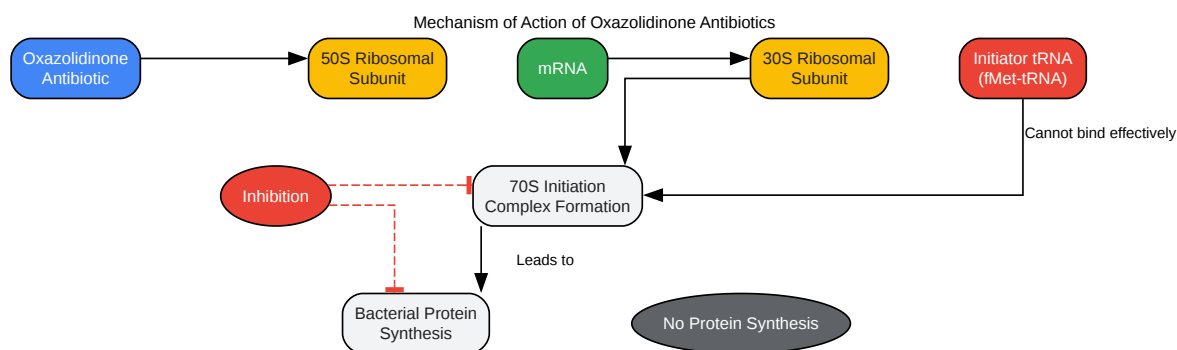 Mechanism of Action of Oxazolidinone Antibiotics
Oxazolidinone
Antibiotic
50S Ribosomal
Subunit
mRNA
30S Ribosomal
Subunit
Initiator tRNA
(fMet-tRNA)
Cannot bind effectively
Inhibition
70S Initiation
Complex Formation
Leads to
Bacterial Protein
Synthesis
No Protein Synthesis